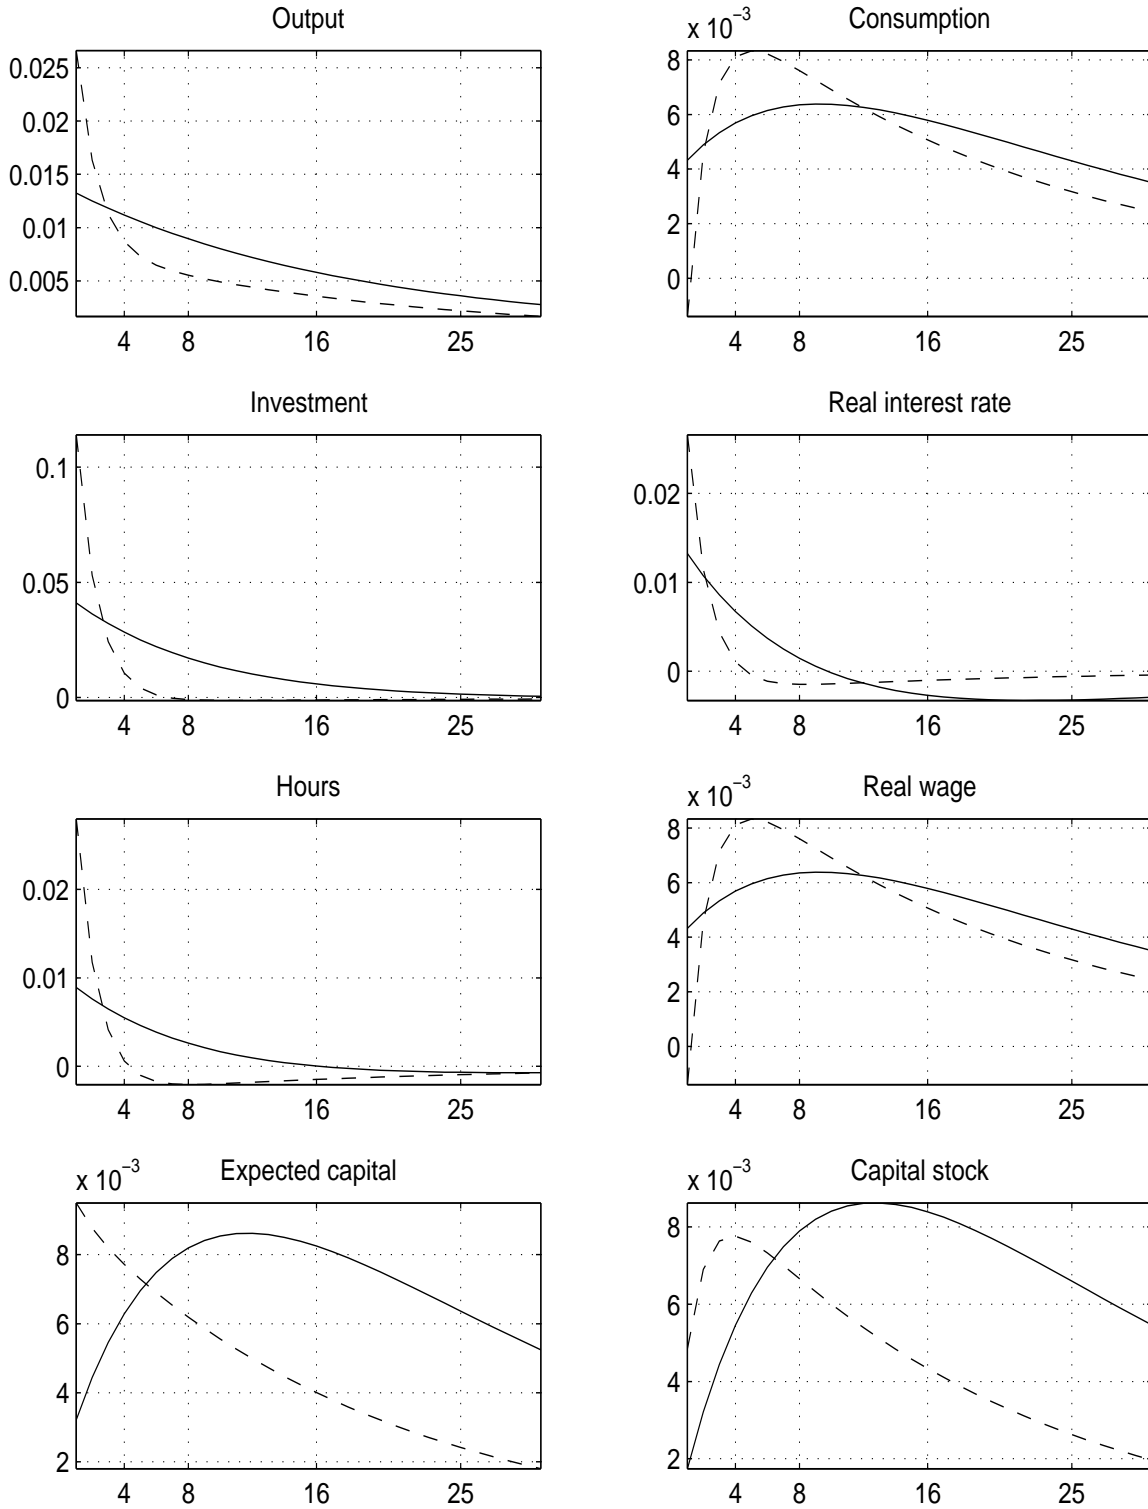 Output
0.025
0.02
0.015
0.01
0.005
4 8 16 25
x 10⁻³ Consumption
8
6
4
2
0
4 8 16 25
Investment
0.1
0.05
0
4 8 16 25
Real interest rate
0.02
0.01
0
4 8 16 25
Hours
0.02
0.01
0
4 8 16 25
x 10⁻³ Real wage
8
6
4
2
0
4 8 16 25
x 10⁻³ Expected capital
8
6
4
2
4 8 16 25
x 10⁻³ Capital stock
8
6
4
2
4 8 16 25